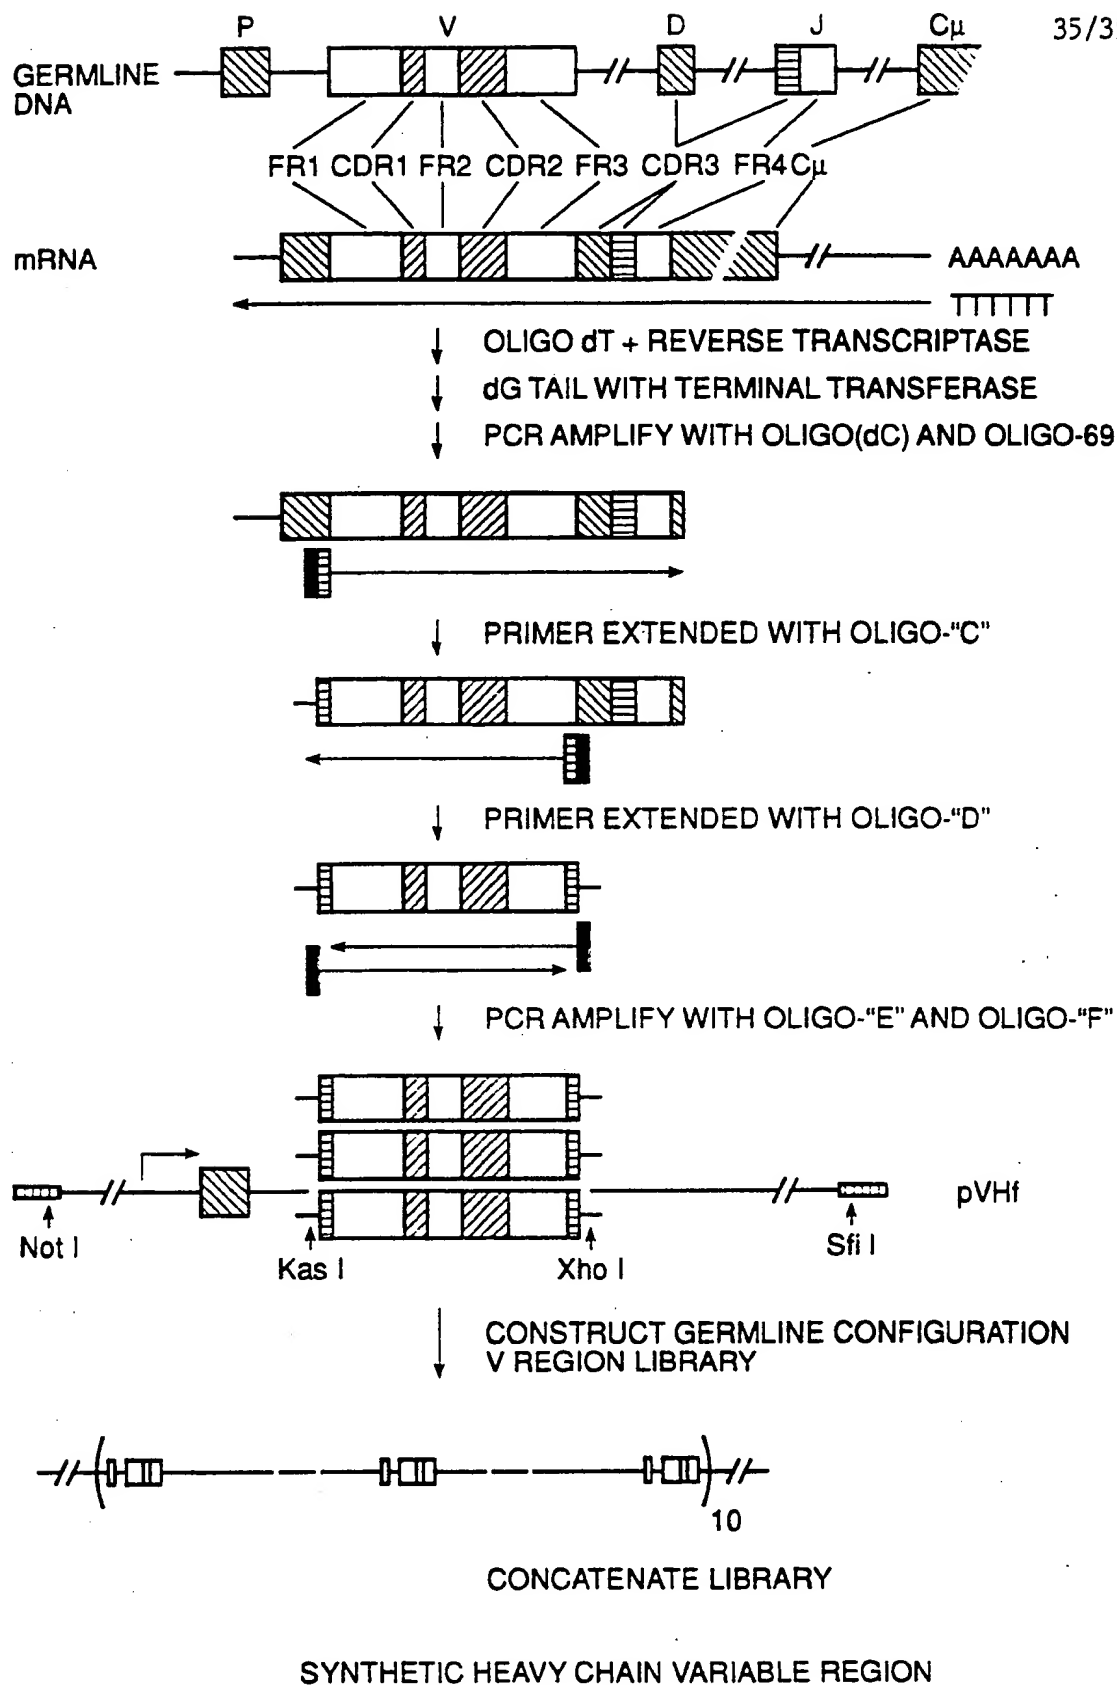 P V D J Cμ 35/3
GERMLINE
DNA
FR1 CDR1 FR2 CDR2 FR3 CDR3 FR4 Cμ
mRNA AAAAAAA
TTTTTT
OLIGO dT + REVERSE TRANSCRIPTASE
dG TAIL WITH TERMINAL TRANSFERASE
PCR AMPLIFY WITH OLIGO(dC) AND OLIGO-69
PRIMER EXTENDED WITH OLIGO-"C"
PRIMER EXTENDED WITH OLIGO-"D"
PCR AMPLIFY WITH OLIGO-"E" AND OLIGO-"F"
pVHf
Not I Kas I Xho I Sfi I
CONSTRUCT GERMLINE CONFIGURATION
V REGION LIBRARY
10
CONCATENATE LIBRARY
SYNTHETIC HEAVY CHAIN VARIABLE REGION